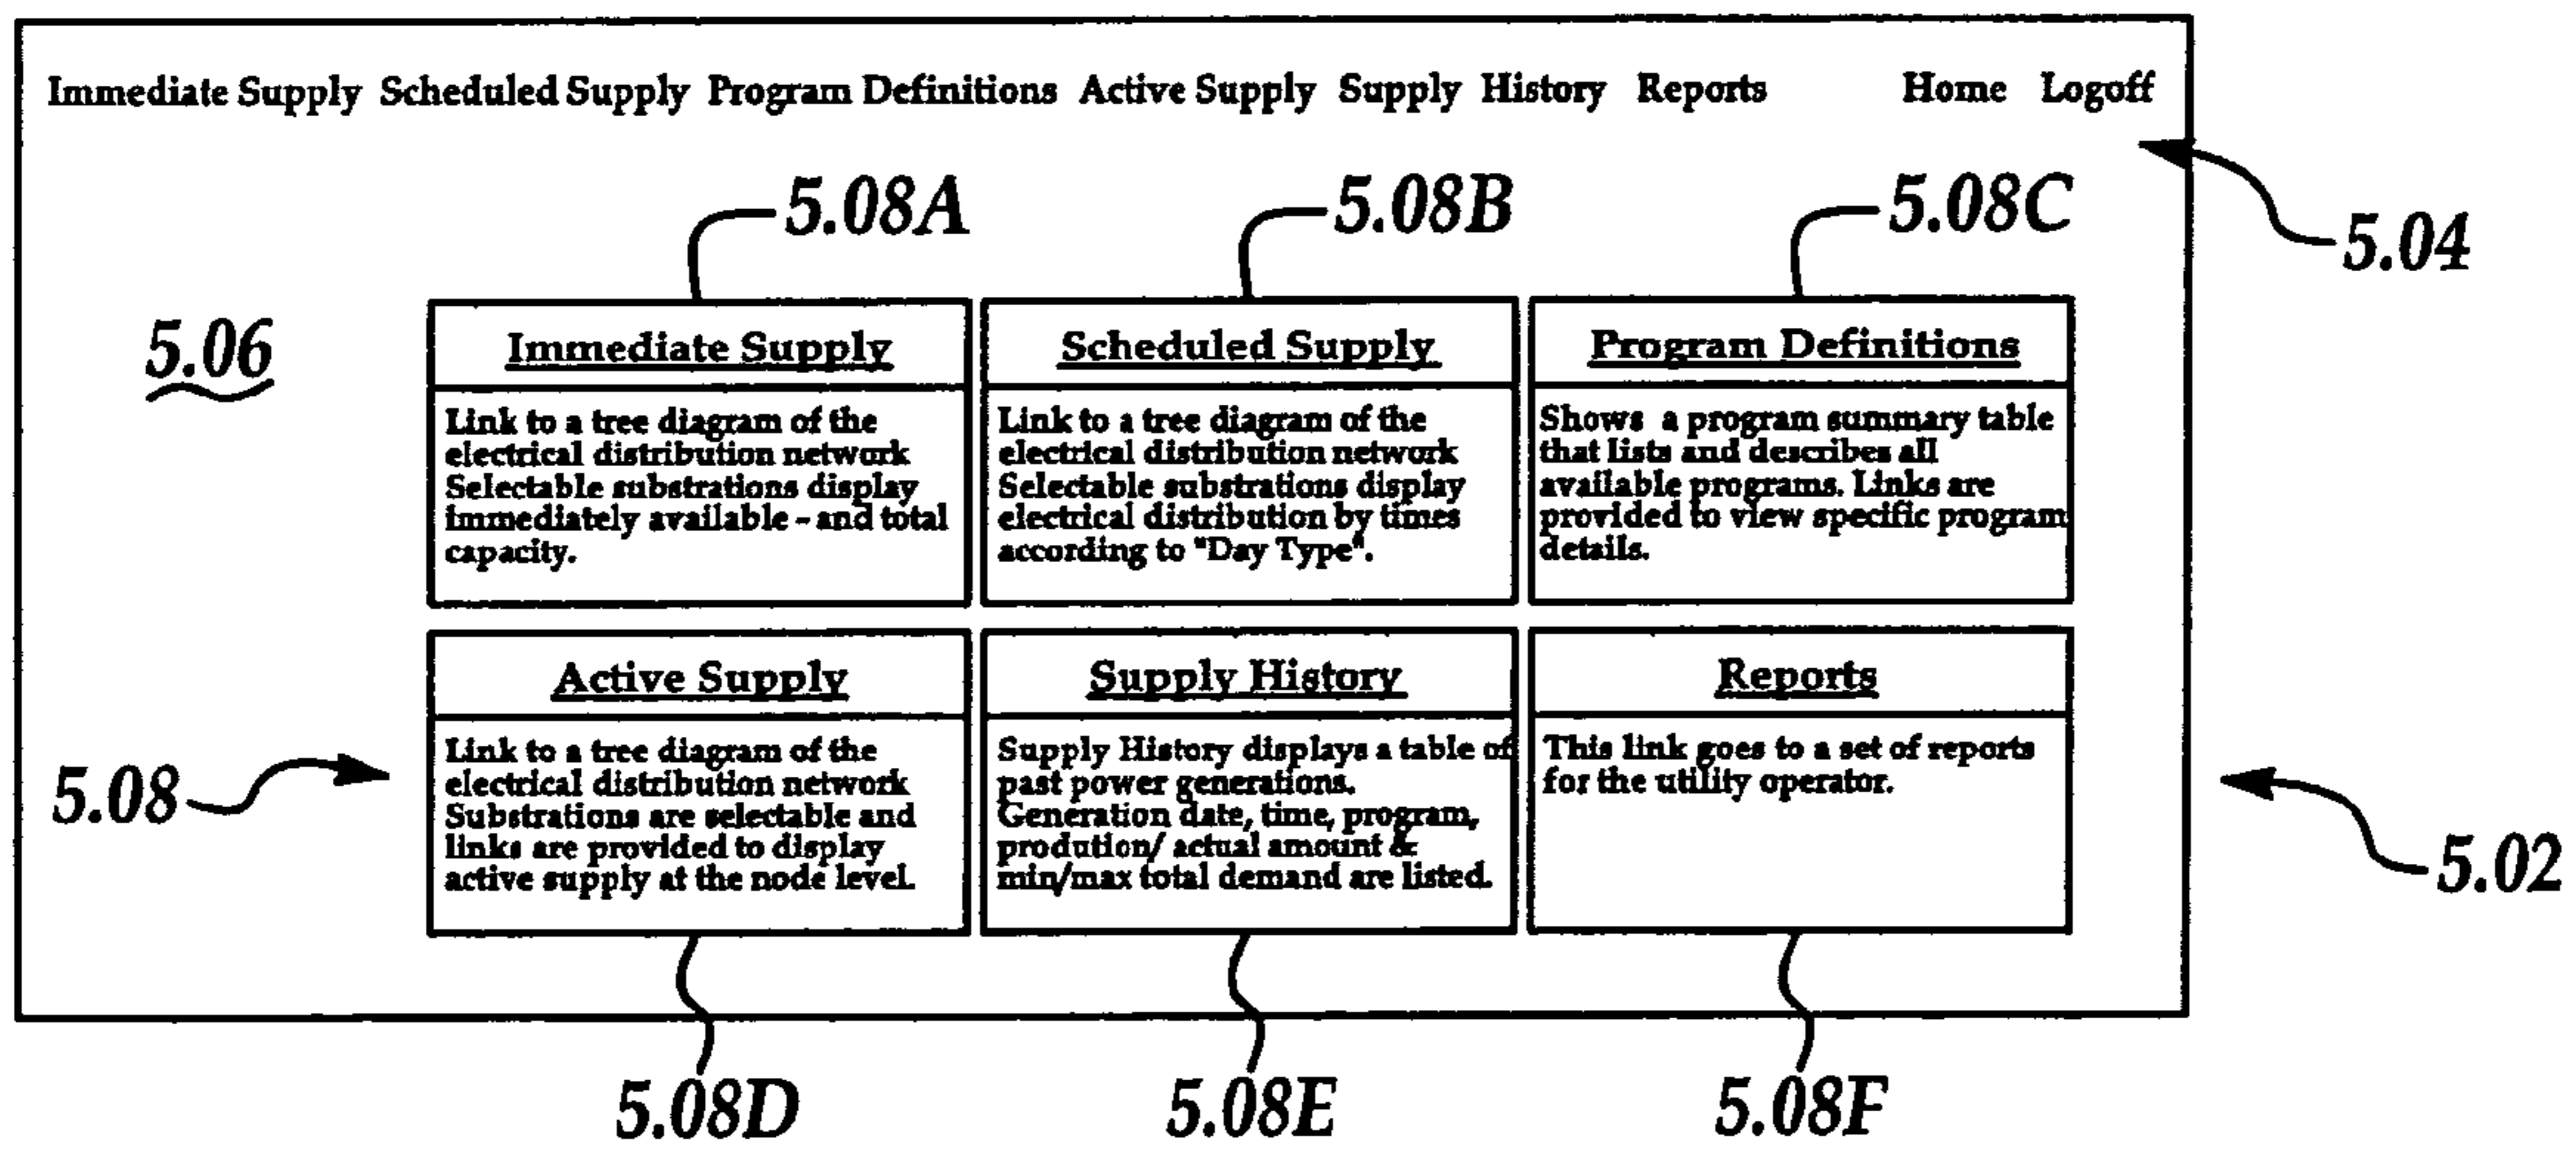 Immediate Supply Scheduled Supply Program Definitions Active Supply Supply History Reports Home Logoff
5.08A 5.08B 5.08C
5.04
5.06
Immediate Supply
Link to a tree diagram of the
electrical distribution network
Selectable substrations display
immediately available - and total
capacity.
Scheduled Supply
Link to a tree diagram of the
electrical distribution network
Selectable substrations display
electrical distribution by times
according to "Day Type".
Program Definitions
Shows a program summary table
that lists and describes all
available programs. Links are
provided to view specific program
details.
Active Supply
Link to a tree diagram of the
electrical distribution network
Substrations are selectable and
links are provided to display
active supply at the node level.
Supply History
Supply History displays a table of
past power generations.
Generation date, time, program,
prodution/ actual amount &
min/max total demand are listed.
Reports
This link goes to a set of reports
for the utility operator.
5.08
5.02
5.08D 5.08E 5.08F